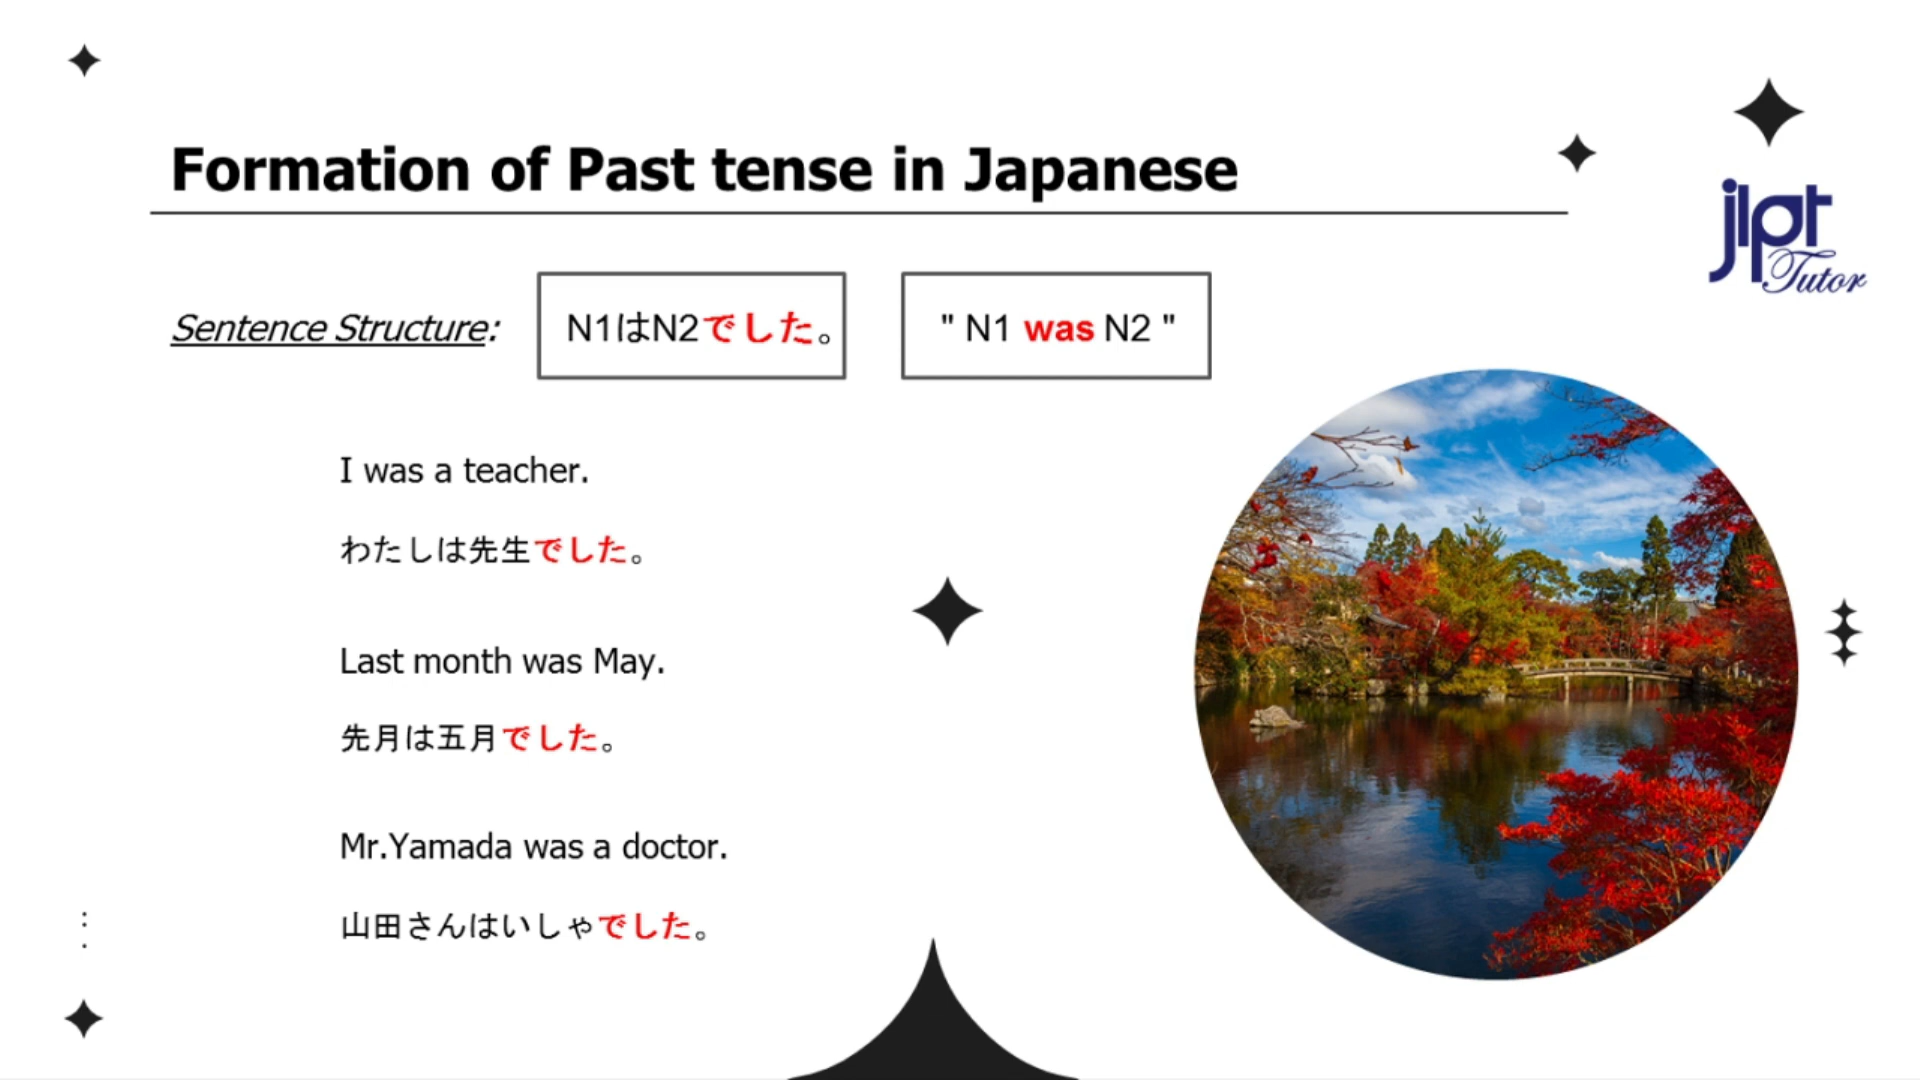 Formation of Past tense in Japanese
jlpt
Tutor
Sentence Structure: N1はN2でした。 " N1 was N2 "
I was a teacher.
わたしは先生でした。
Last month was May.
先月は五月でした。
Mr.Yamada was a doctor.
山田さんはいしゃでした。